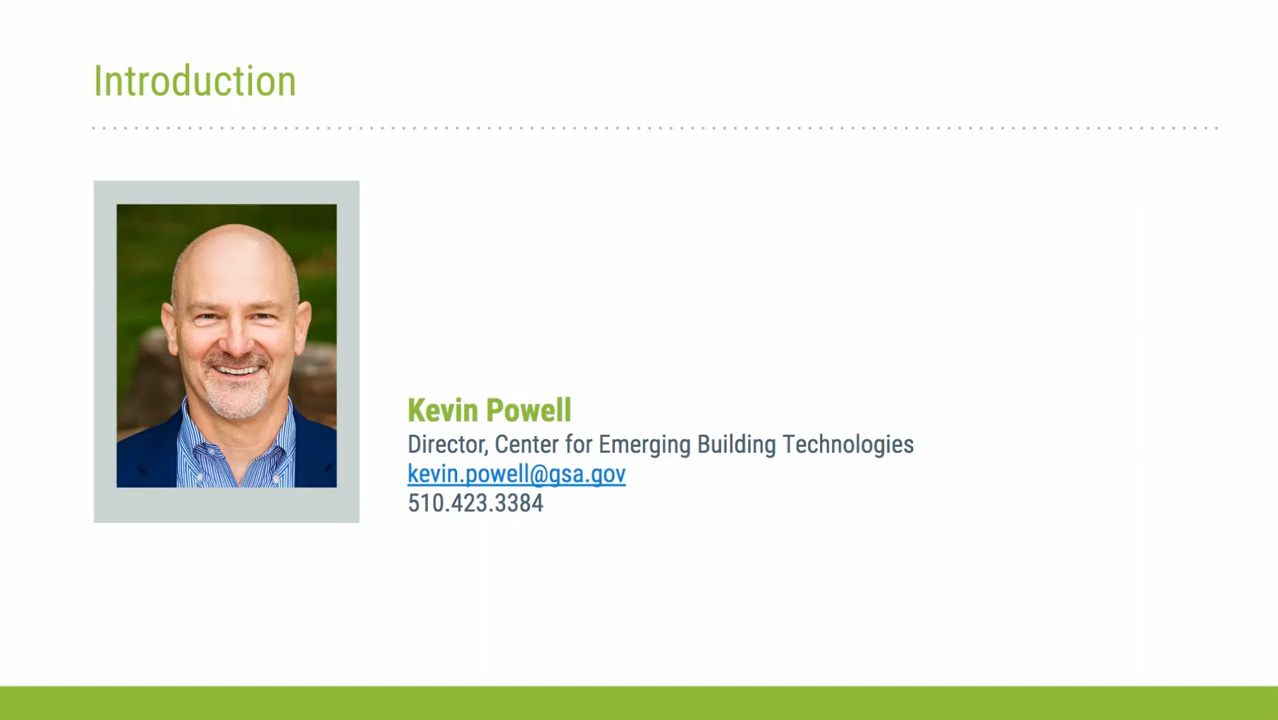 Introduction
Kevin Powell
Director, Center for Emerging Building Technologies
kevin.powell@gsa.gov
510.423.3384